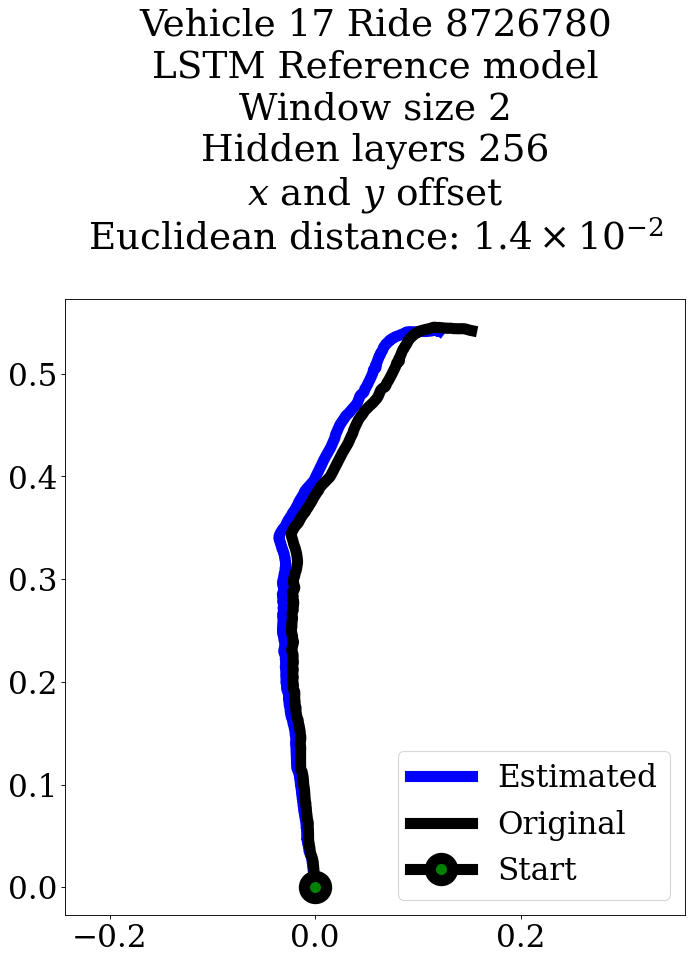 Vehicle 17 Ride 8726780
LSTM Reference model
Window size 2
Hidden layers 256
x and y offset
Euclidean distance: 1.4 × 10⁻²
0.5
0.4
0.3
0.2
0.1
0.0
Estimated
Original
Start
−0.2 0.0 0.2